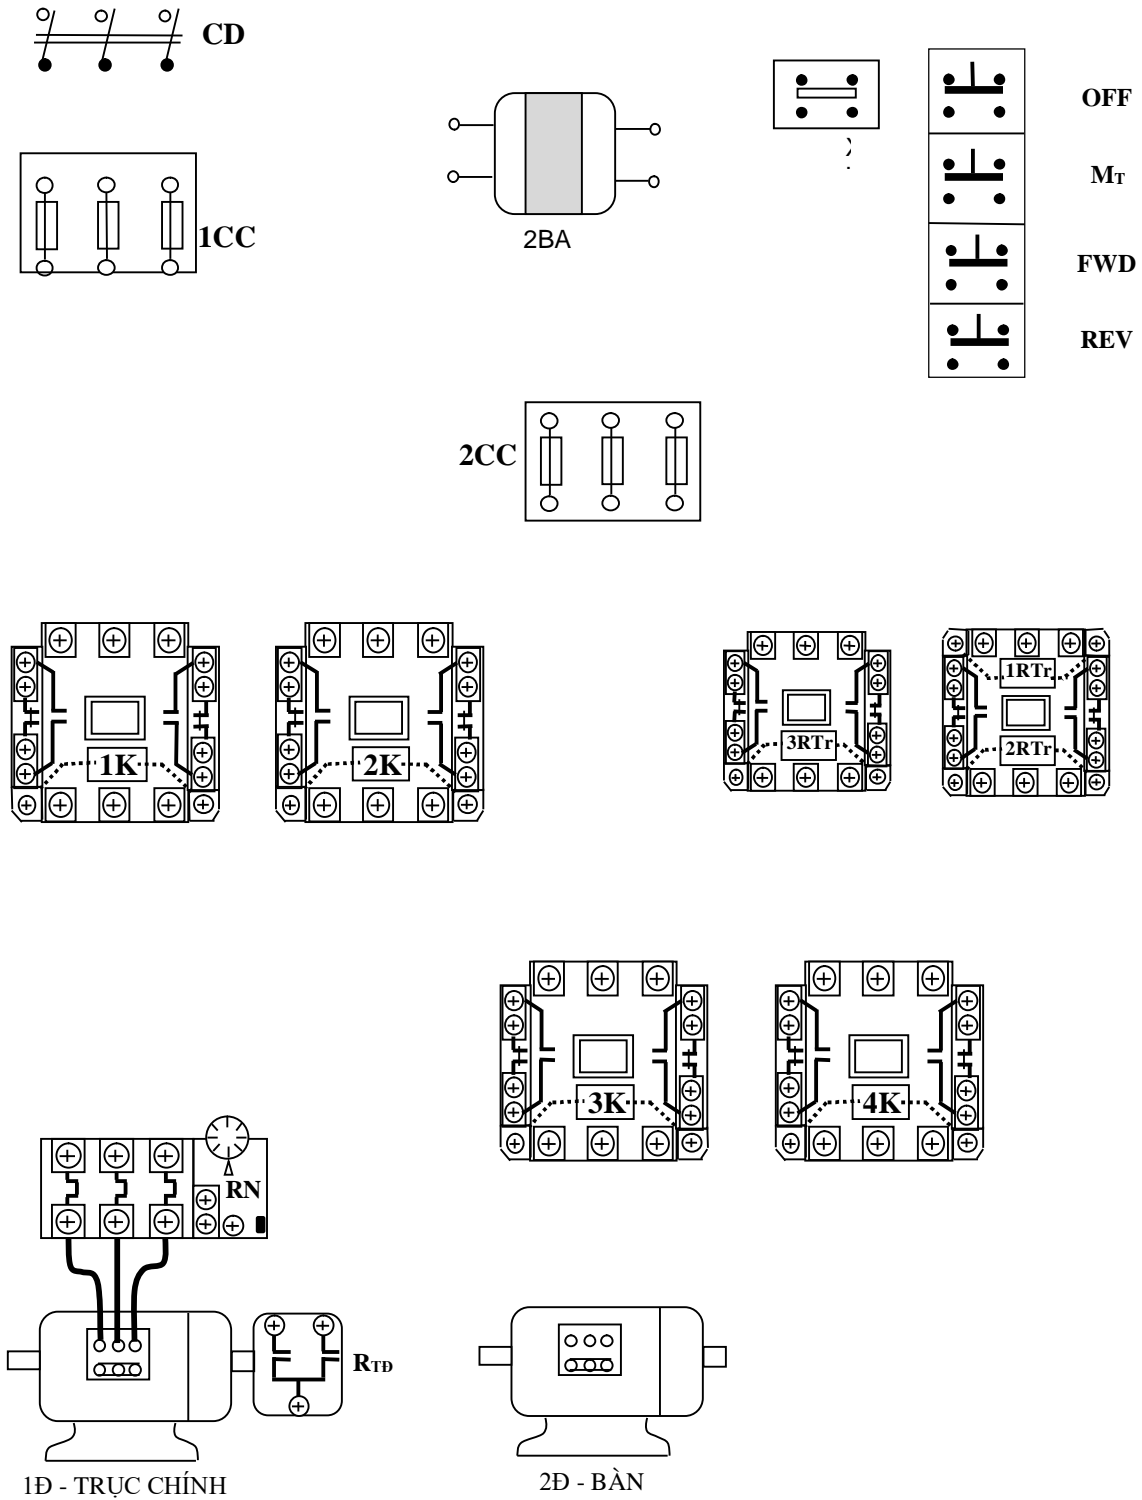 CD
OFF
MT
1CC
2BA
FWD
REV
2CC
1RTr
3RTr
2RTr
1K
2K
3K
4K
RN
RTĐ
1Đ - TRỤC CHÍNH
2Đ - BÀN